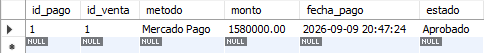 id_pago id_venta metodo monto fecha_pago estado
1 1 Mercado Pago 1580000.00 2026-09-09 20:47:24 Aprobado
NULL NULL NULL NULL NULL NULL